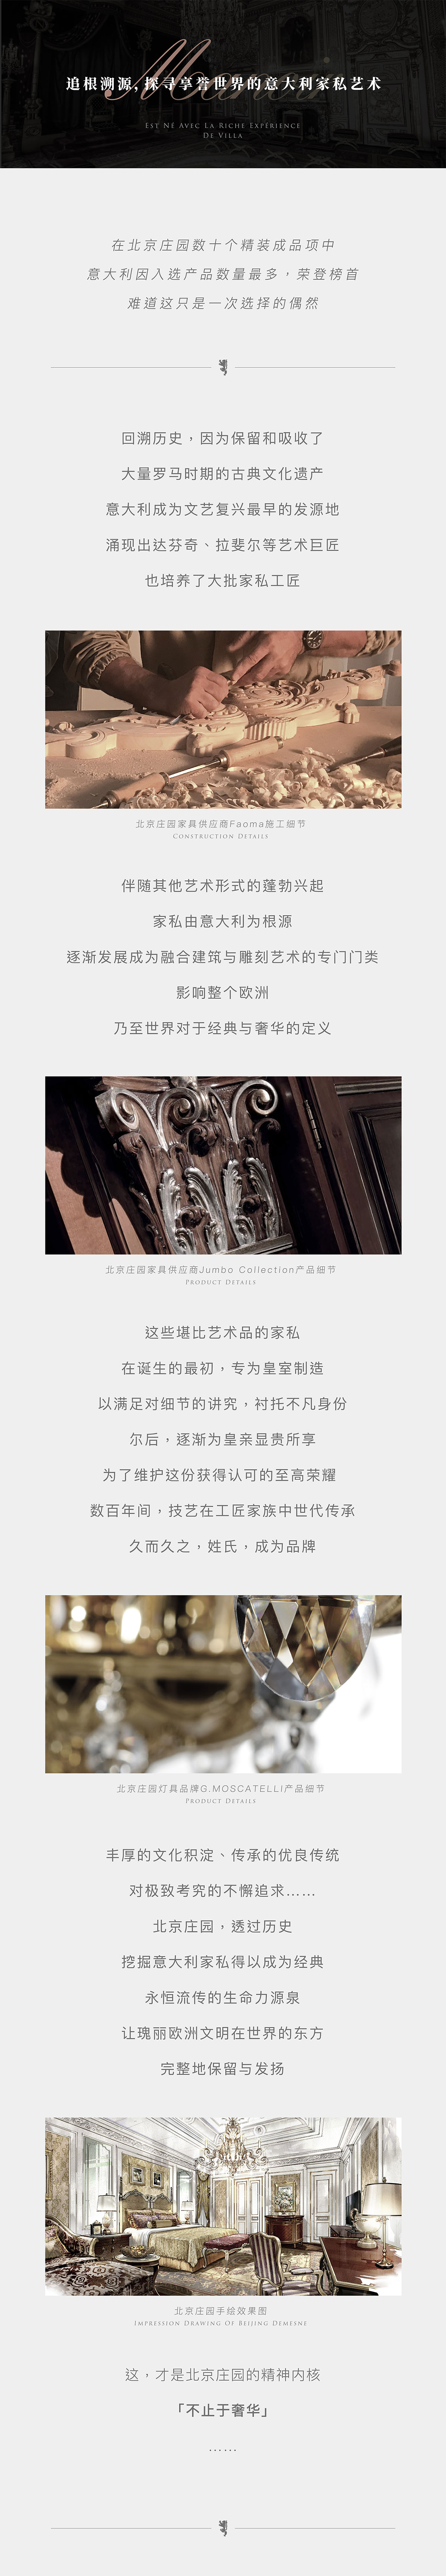 追根溯源,探寻享誉世界的意大利家私艺术
EST NÉ AVEC LA RICHE EXPÉRIENCE
DE VILLA
在北京庄园数十个精装成品项中
意大利因入选产品数量最多，荣登榜首
难道这只是一次选择的偶然
回溯历史，因为保留和吸收了
大量罗马时期的古典文化遗产
意大利成为文艺复兴最早的发源地
涌现出达芬奇、拉斐尔等艺术巨匠
也培养了大批家私工匠
北京庄园家具供应商Faoma施工细节
CONSTRUCTION DETAILS
伴随其他艺术形式的蓬勃兴起
家私由意大利为根源
逐渐发展成为融合建筑与雕刻艺术的专门门类
影响整个欧洲
乃至世界对于经典与奢华的定义
北京庄园家具供应商Jumbo Collection产品细节
PRODUCT DETAILS
这些堪比艺术品的家私
在诞生的最初，专为皇室制造
以满足对细节的讲究，衬托不凡身份
尔后，逐渐为皇亲显贵所享
为了维护这份获得认可的至高荣耀
数百年间，技艺在工匠家族中世代传承
久而久之，姓氏，成为品牌
北京庄园灯具品牌G.MOSCATELLI产品细节
PRODUCT DETAILS
丰厚的文化积淀、传承的优良传统
对极致考究的不懈追求……
北京庄园，透过历史
挖掘意大利家私得以成为经典
永恒流传的生命力源泉
让瑰丽欧洲文明在世界的东方
完整地保留与发扬
北京庄园手绘效果图
IMPRESSION DRAWING OF BEIJING DEMESNE
这，才是北京庄园的精神内核
「不止于奢华」
……